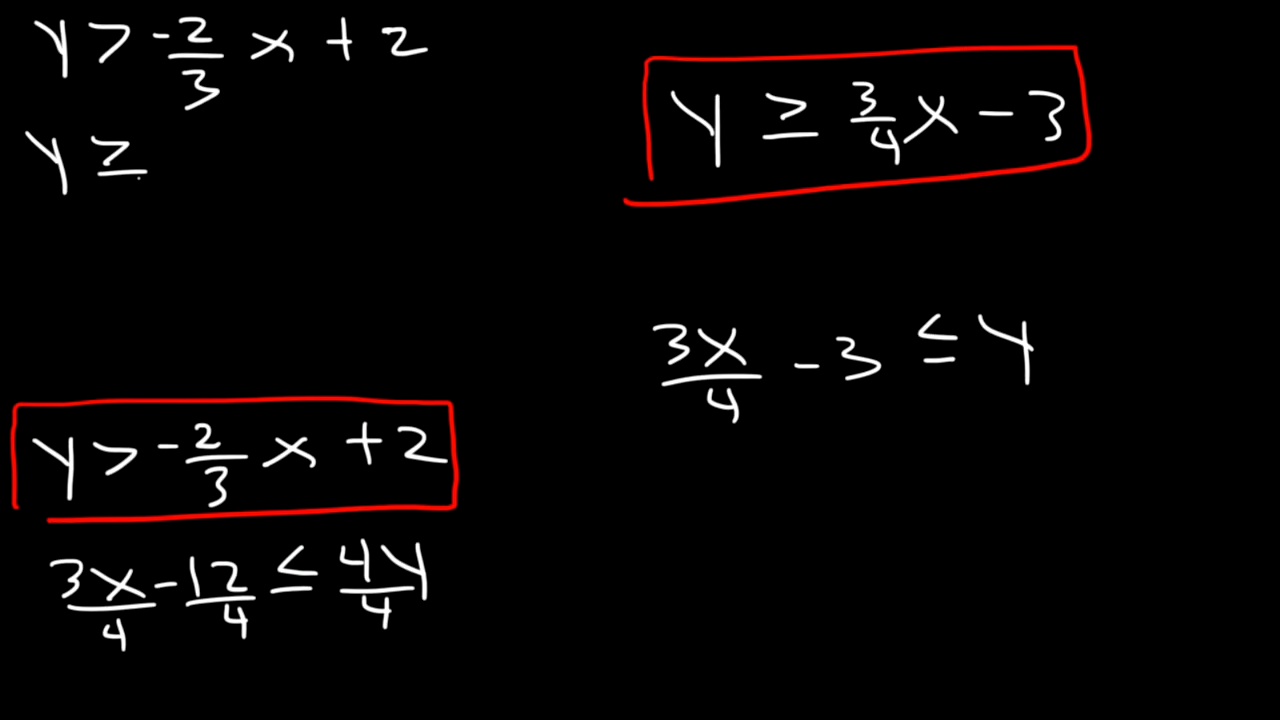 y > -2/3 x + 2
y ≥
y ≥ 3/4 x - 3
3x/4 - 3 ≤ y
y > -2/3 x + 2
3x/4 - 12/4 ≤ 4y/4